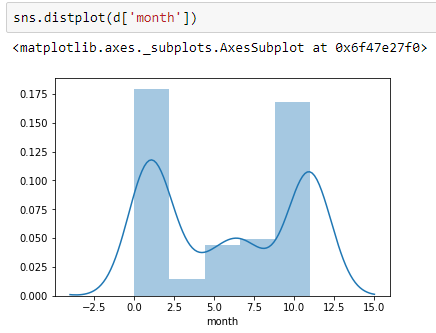 sns.distplot(d['month'])
<matplotlib.axes._subplots.AxesSubplot at 0x6f47e27f0>
0.175
0.150
0.125
0.100
0.075
0.050
0.025
0.000
−2.5 0.0 2.5 5.0 7.5 10.0 12.5 15.0
month